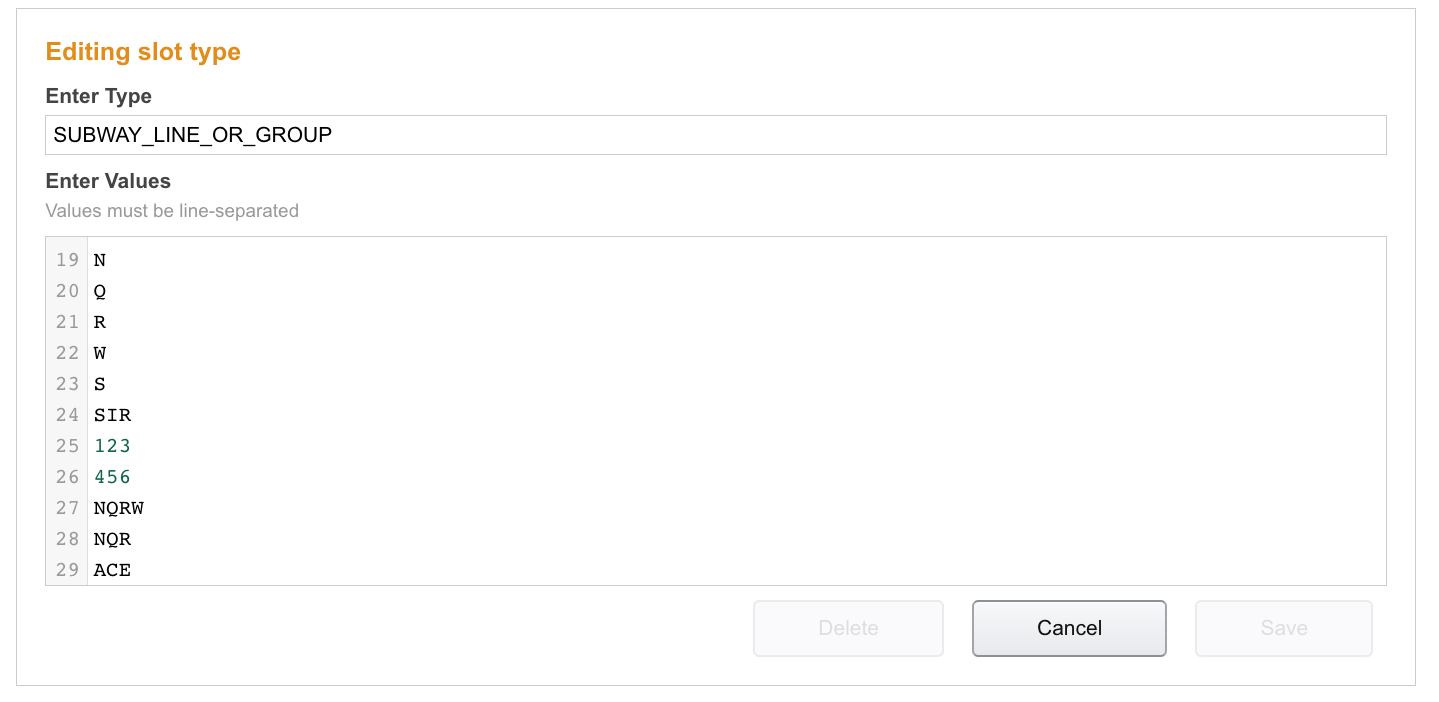 Editing slot type
Enter Type
SUBWAY_LINE_OR_GROUP
Enter Values
Values must be line-separated
19 N
20 Q
21 R
22 W
23 S
24 SIR
25 123
26 456
27 NQRW
28 NQR
29 ACE
Delete Cancel Save